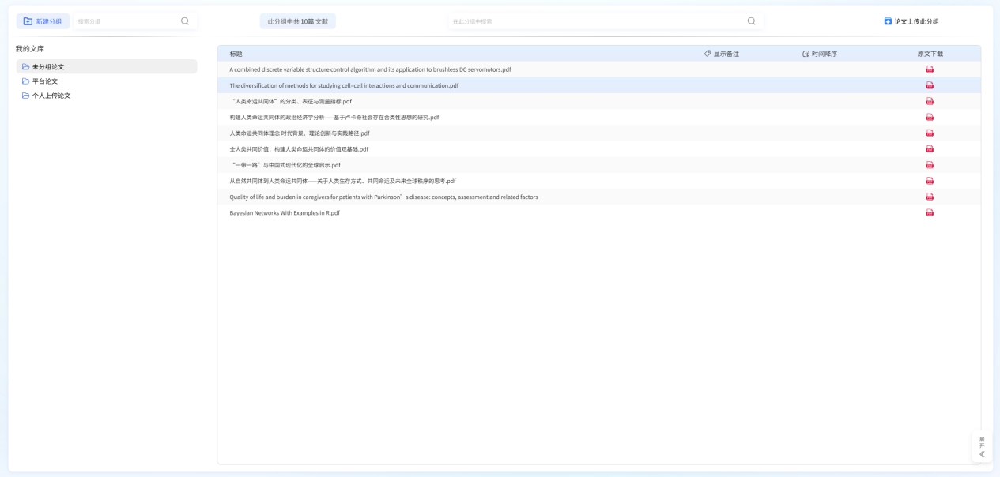 新建分组
搜索分组
此分组中共 10篇 文献
在此分组中搜索
论文上传此分组
我的文库
未分组论文
平台论文
个人上传论文
标题
显示备注
时间降序
原文下载
A combined discrete variable structure control algorithm and its application to brushless DC servomotors.pdf
The diversification of methods for studying cell–cell interactions and communication.pdf
“人类命运共同体”的分类、表征与测量指标.pdf
构建人类命运共同体的政治经济学分析——基于卢卡奇社会存在合类性思想的研究.pdf
人类命运共同体理念 时代背景、理论创新与实践路径.pdf
全人类共同价值：构建人类命运共同体的价值观基础.pdf
“一带一路”与中国式现代化的全球启示.pdf
从自然共同体到人类命运共同体——关于人类生存方式、共同命运及未来全球秩序的思考.pdf
Quality of life and burden in caregivers for patients with Parkinson’s disease: concepts, assessment and related factors
Bayesian Networks With Examples in R.pdf
展开